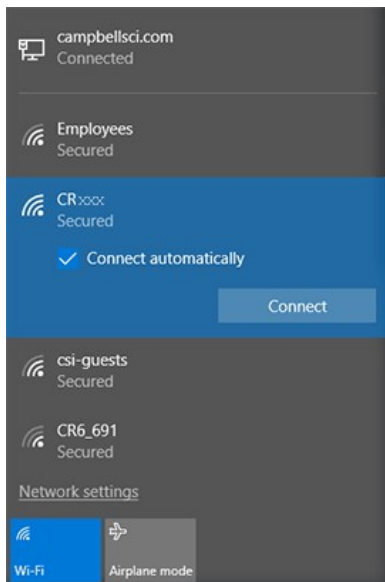 campbellsci.com
Connected
Employees
Secured
CRxxx
Secured
Connect automatically
Connect
csi-guests
Secured
CR6_691
Secured
Network settings
Wi-Fi
Airplane mode